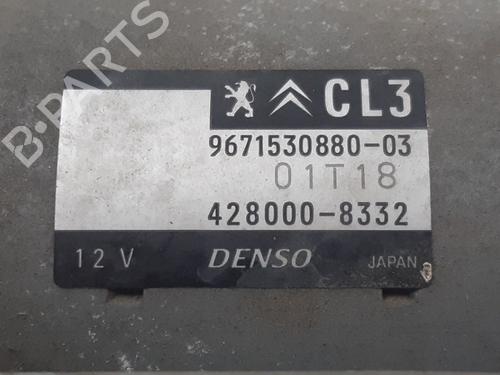 CL3
9671530880-03
01T18
428000-8332
12 V DENSO JAPAN
B-PARTS